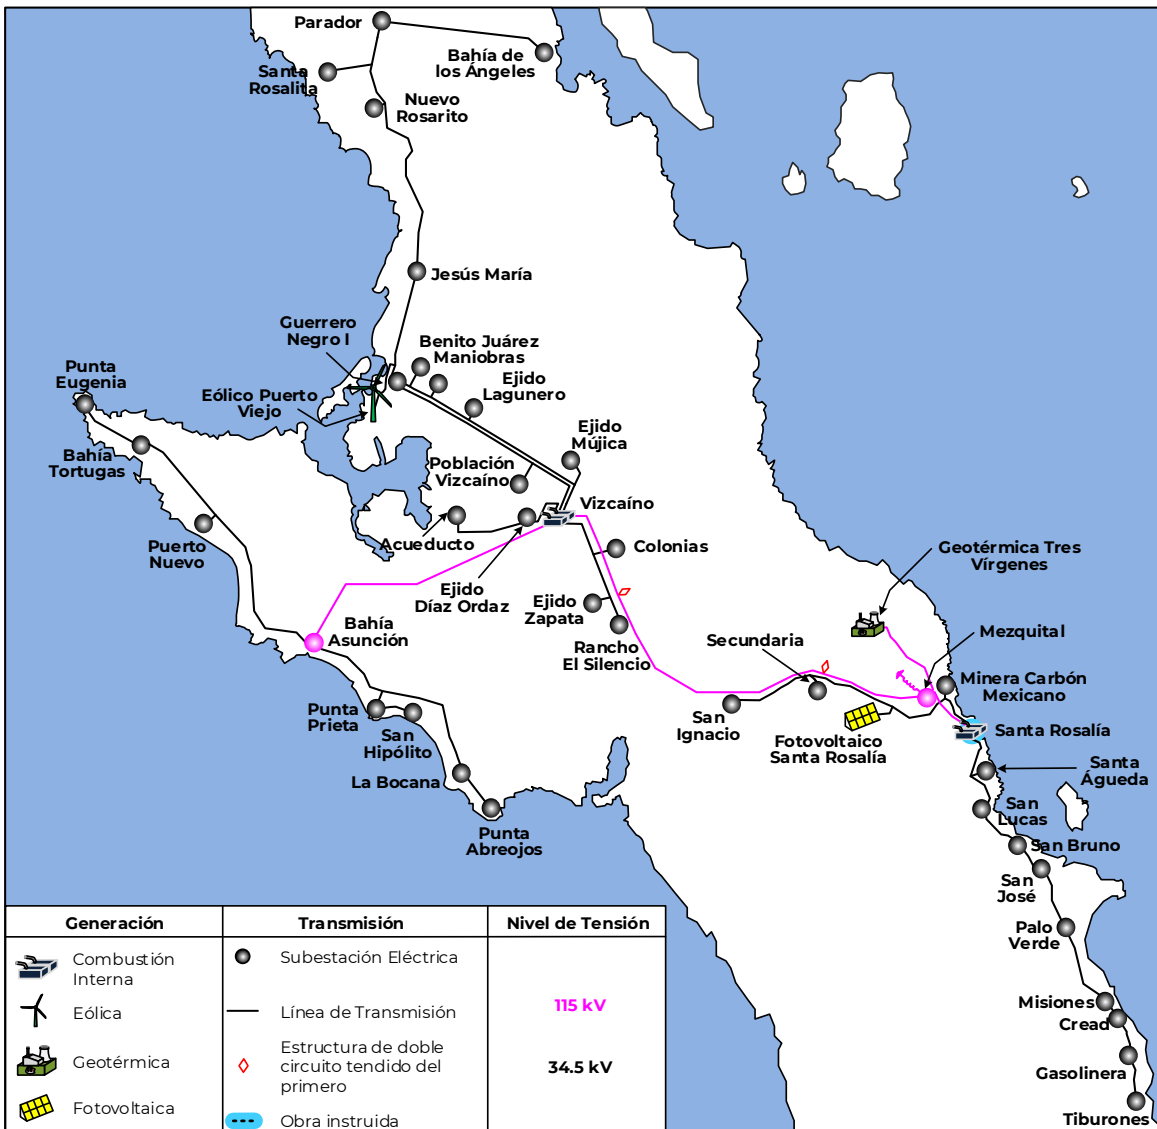 Parador
Bahía de
los Ángeles
Santa
Rosalita
Nuevo
Rosarito
Jesús María
Guerrero
Negro I
Benito Juárez
Maniobras
Ejido
Lagunero
Punta
Eugenia
Eólico Puerto
Viejo
Ejido
Mújica
Bahía
Tortugas
Población
Vizcaíno
Vizcaíno
Acueducto
Puerto
Nuevo
Colonias
Geotérmica Tres
Vírgenes
Ejido
Díaz Ordaz
Ejido
Zapata
Bahía
Asunción
Rancho
El Silencio
Secundaria
Mezquital
Minera Carbón
Mexicano
Punta
Prieta
San
Hipólito
San
Ignacio
Fotovoltaico
Santa Rosalía
Santa Rosalía
La Bocana
Santa
Águeda
Punta
Abreojos
San
Lucas
San Bruno
San
José
Palo
Verde
Misiones
Cread
Gasolinera
Tiburones
Generación
Transmisión
Nivel de Tensión
Combustión
Interna
Eólica
Geotérmica
Fotovoltaica
Subestación Eléctrica
Línea de Transmisión
Estructura de doble
circuito tendido del
primero
Obra instruida
115 kV
34.5 kV